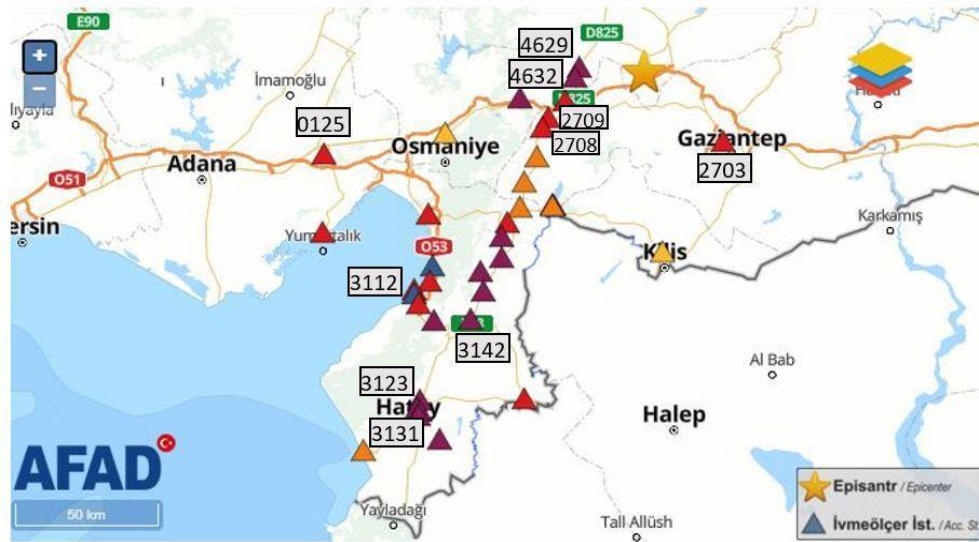 E90
D825
4629
4632
D825
+
−
İmamoğlu
0125
2709
2708
Gaziantep
2703
Osmaniye
Adana
O51
ersin
Karkamış
O53
Kilis
3112
3142
Al Bab
3123
Hatay
3131
Halep
AFAD
50 km
Yayladağı
Tall Allūsh
Episantr / Epicenter
İvmeölçer İst. / Acc. St.